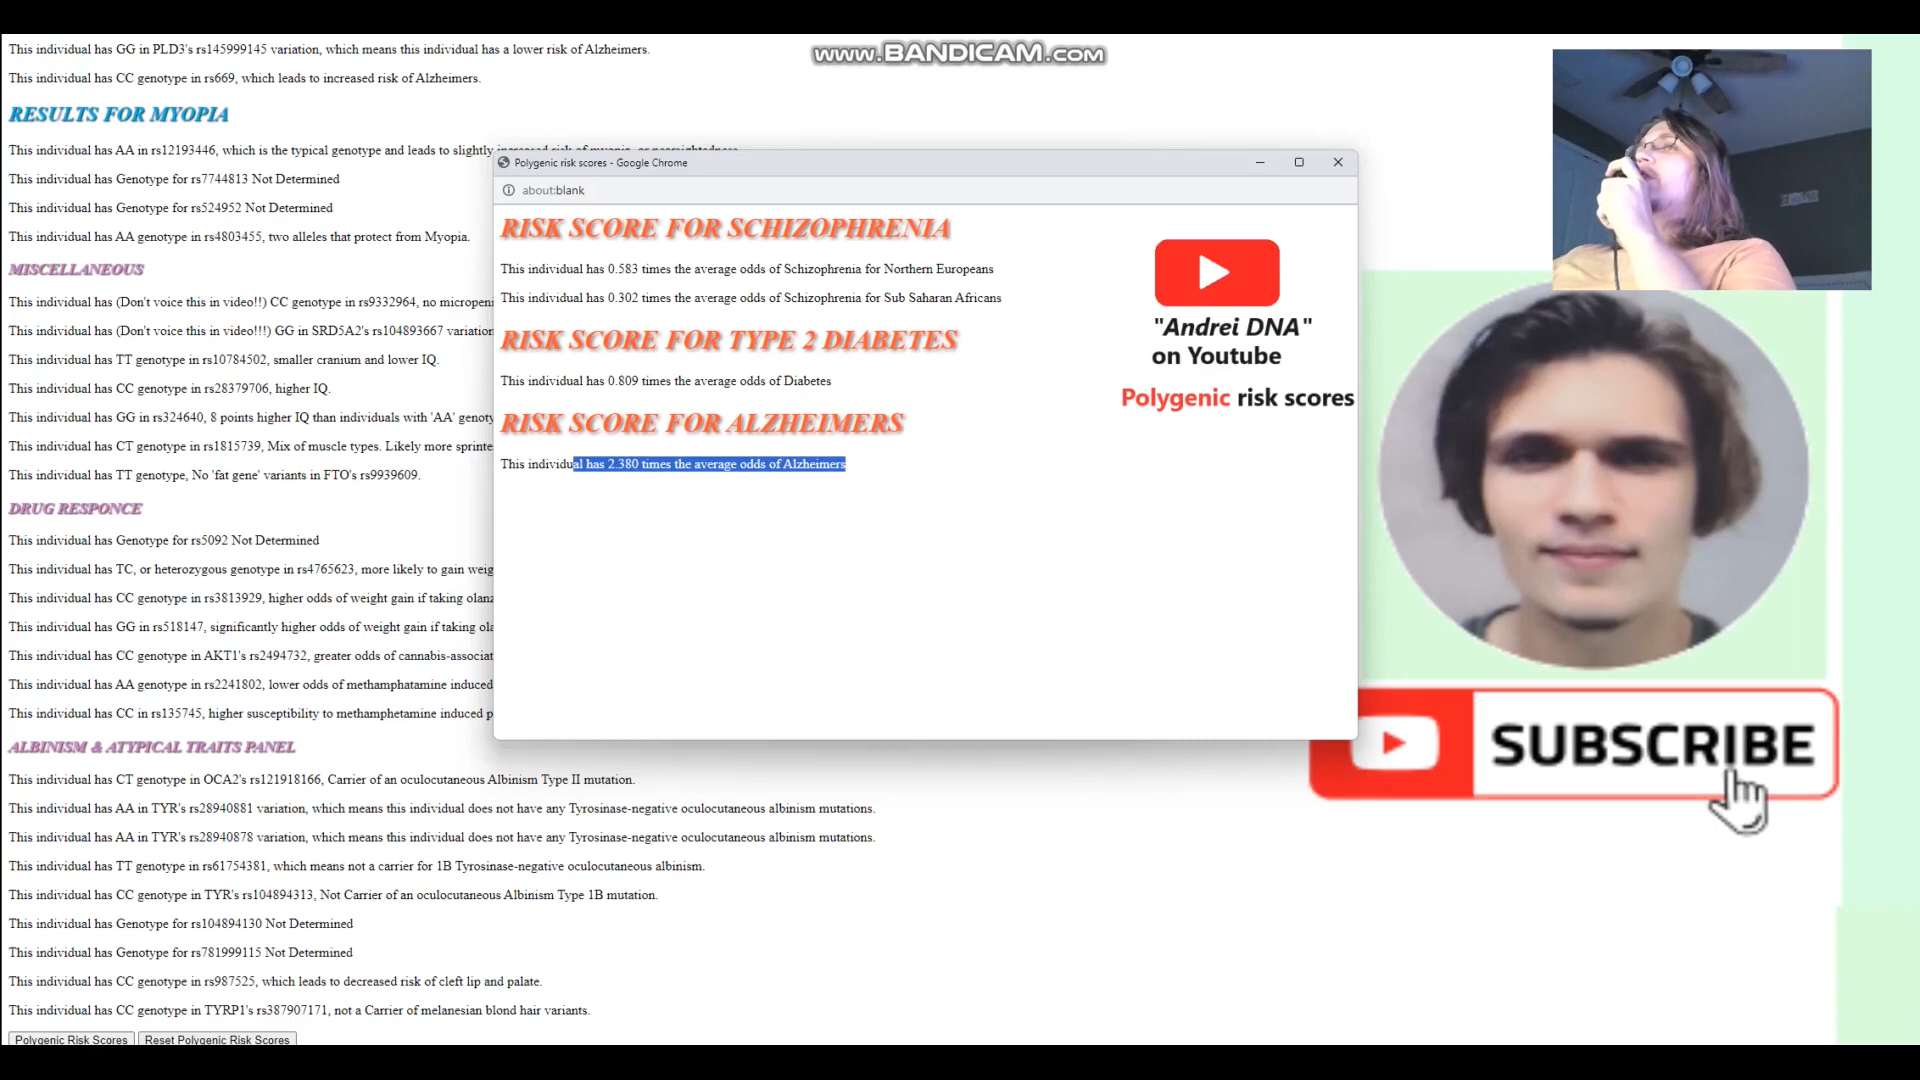 www.BANDICAM.com
This individual has GG in PLD3's rs145999145 variation, which means this individual has a lower risk of Alzheimers.
This individual has CC genotype in rs669, which leads to increased risk of Alzheimers.
RESULTS FOR MYOPIA
This individual has AA in rs12193446, which is the typical genotype and leads to slightly increased risk of myopia, or nearsightedness.
This individual has Genotype for rs7744813 Not Determined
This individual has Genotype for rs524952 Not Determined
This individual has AA genotype in rs4803455, two alleles that protect from Myopia.
MISCELLANEOUS
This individual has (Don't voice this in video!!) CC genotype in rs9332964, no micropeni
This individual has (Don't voice this in video!!!) GG in SRD5A2's rs104893667 variation
This individual has TT genotype in rs10784502, smaller cranium and lower IQ.
This individual has CC genotype in rs28379706, higher IQ.
This individual has GG in rs324640, 8 points higher IQ than individuals with 'AA' genoty
This individual has CT genotype in rs1815739, Mix of muscle types. Likely more sprinte
This individual has TT genotype, No 'fat gene' variants in FTO's rs9939609.
DRUG RESPONCE
This individual has Genotype for rs5092 Not Determined
This individual has TC, or heterozygous genotype in rs4765623, more likely to gain weig
This individual has CC genotype in rs3813929, higher odds of weight gain if taking olanz
This individual has GG in rs518147, significantly higher odds of weight gain if taking ola
This individual has CC genotype in AKT1's rs2494732, greater odds of cannabis-associat
This individual has AA genotype in rs2241802, lower odds of methamphatamine induced
This individual has CC in rs135745, higher susceptibility to methamphetamine induced p
ALBINISM & ATYPICAL TRAITS PANEL
This individual has CT genotype in OCA2's rs121918166, Carrier of an oculocutaneous Albinism Type II mutation.
This individual has AA in TYR's rs28940881 variation, which means this individual does not have any Tyrosinase-negative oculocutaneous albinism mutations.
This individual has AA in TYR's rs28940878 variation, which means this individual does not have any Tyrosinase-negative oculocutaneous albinism mutations.
This individual has TT genotype in rs61754381, which means not a carrier for 1B Tyrosinase-negative oculocutaneous albinism.
This individual has CC genotype in TYR's rs104894313, Not Carrier of an oculocutaneous Albinism Type 1B mutation.
This individual has Genotype for rs104894130 Not Determined
This individual has Genotype for rs781999115 Not Determined
This individual has CC genotype in rs987525, which leads to decreased risk of cleft lip and palate.
This individual has CC genotype in TYRP1's rs387907171, not a Carrier of melanesian blond hair variants.
Polygenic Risk Scores Reset Polygenic Risk Scores
Polygenic risk scores - Google Chrome
about:blank
RISK SCORE FOR SCHIZOPHRENIA
This individual has 0.583 times the average odds of Schizophrenia for Northern Europeans
This individual has 0.302 times the average odds of Schizophrenia for Sub Saharan Africans
RISK SCORE FOR TYPE 2 DIABETES
This individual has 0.809 times the average odds of Diabetes
RISK SCORE FOR ALZHEIMERS
This individual has 2.380 times the average odds of Alzheimers
"Andrei DNA"
on Youtube
Polygenic risk scores
SUBSCRIBE